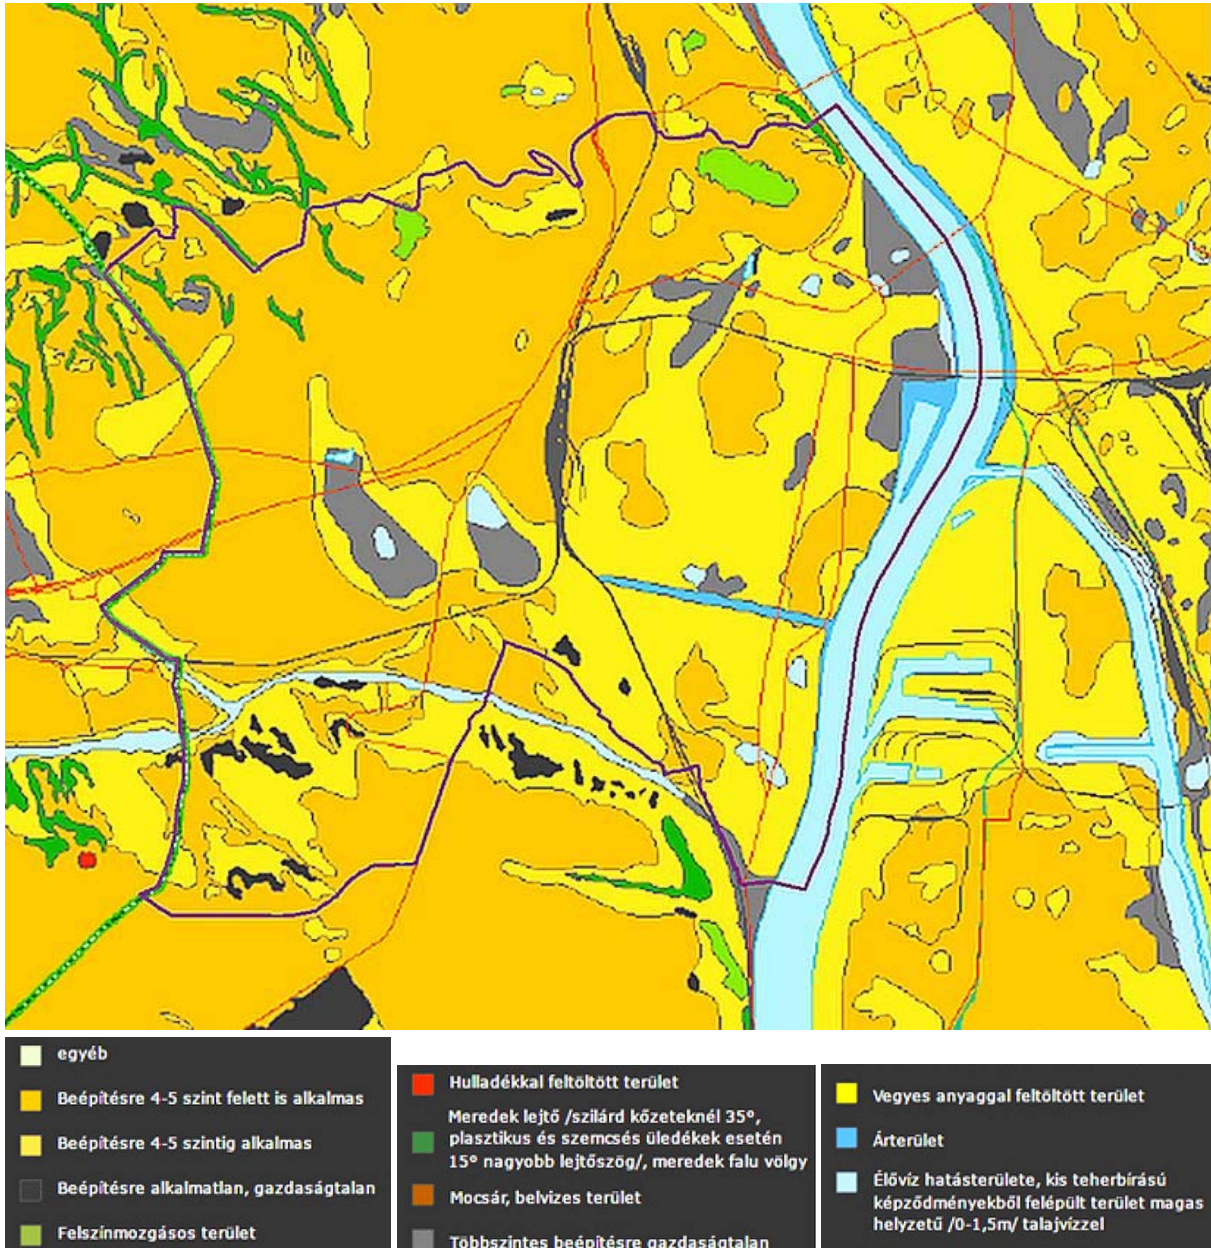 egyéb
Beépítésre 4-5 szint felett is alkalmas
Beépítésre 4-5 szintig alkalmas
Beépítésre alkalmatlan, gazdaságtalan
Felszínmozgásos terület
Hulladékkal feltöltött terület
Meredek lejtő /szilárd kőzeteknél 35°,
plasztikus és szemcsés üledékek esetén
15° nagyobb lejtőszög/, meredek falu völgy
Mocsár, belvizes terület
Többszintes beépítésre gazdaságtalan
Vegyes anyaggal feltöltött terület
Árterület
Élővíz hatásterülete, kis teherbírású
képződményekből felépült terület magas
helyzetű /0-1,5m/ talajvízzel